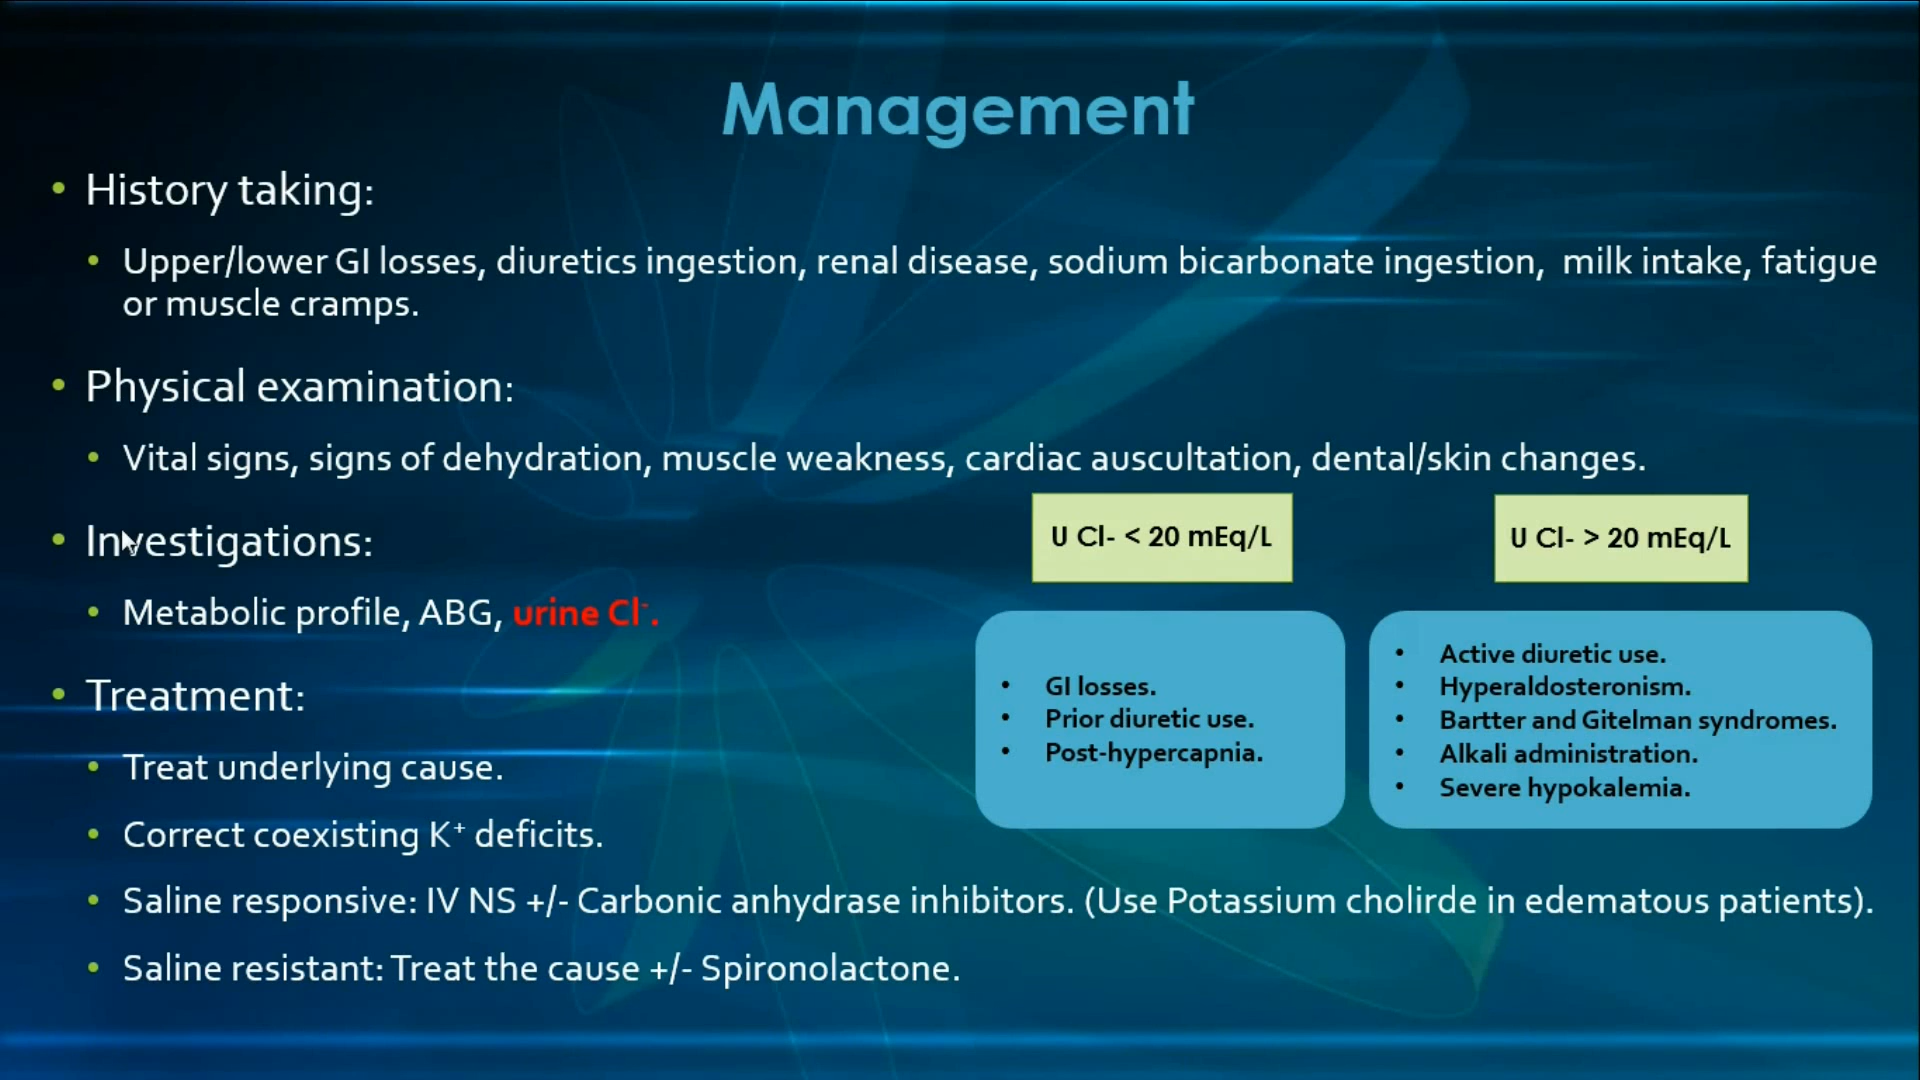 Management
• History taking:
• Upper/lower GI losses, diuretics ingestion, renal disease, sodium bicarbonate ingestion, milk intake, fatigue
or muscle cramps.
• Physical examination:
• Vital signs, signs of dehydration, muscle weakness, cardiac auscultation, dental/skin changes.
• Investigations:
• Metabolic profile, ABG, urine Cl⁻.
• Treatment:
• Treat underlying cause.
• Correct coexisting K⁺ deficits.
• Saline responsive: IV NS +/- Carbonic anhydrase inhibitors. (Use Potassium cholirde in edematous patients).
• Saline resistant: Treat the cause +/- Spironolactone.
U Cl- < 20 mEq/L
• GI losses.
• Prior diuretic use.
• Post-hypercapnia.
U Cl- > 20 mEq/L
• Active diuretic use.
• Hyperaldosteronism.
• Bartter and Gitelman syndromes.
• Alkali administration.
• Severe hypokalemia.